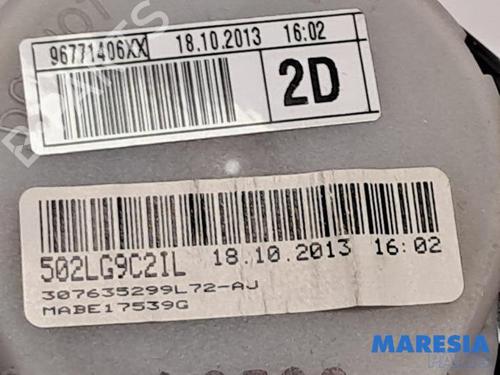 96771406XX 18.10.2013 16:02
2D
502LG9C2IL 18.10.2013 16:02
307635299L72-AJ
MABE17539G
MARESIA